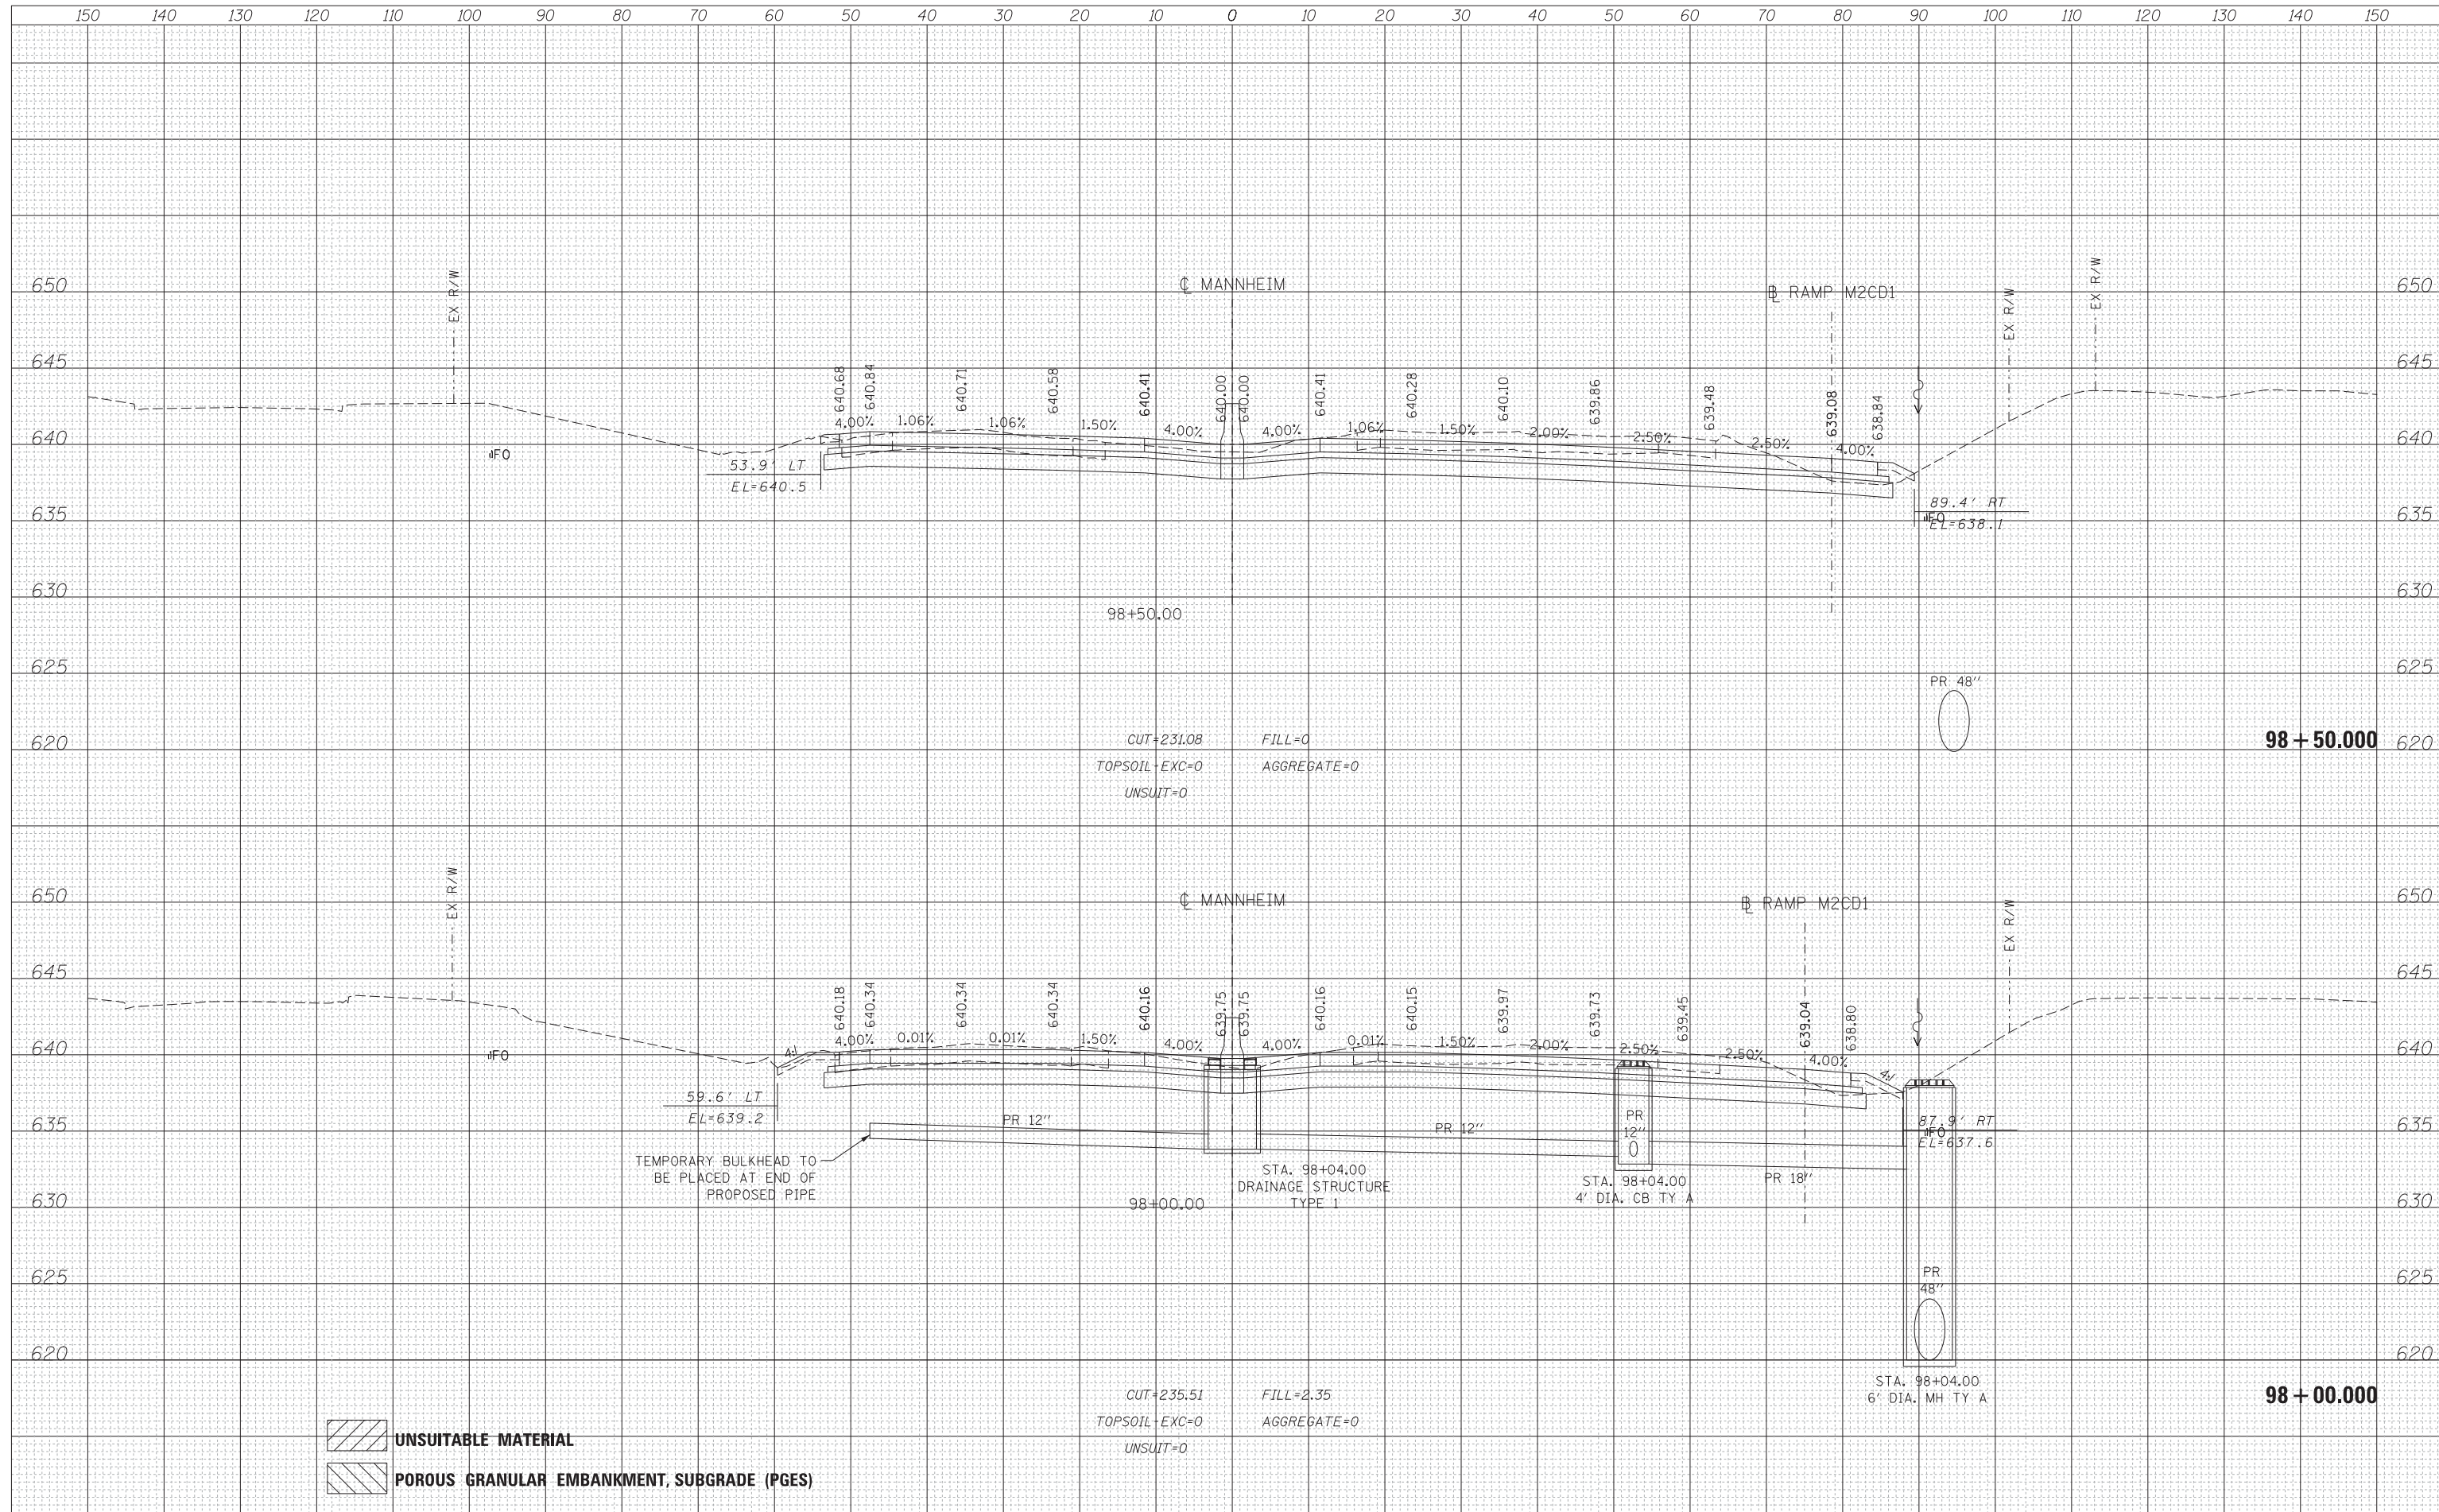 150 140 130 120 110 100 90 80 70 60 50 40 30 20 10 0 10 20 30 40 50 60 70 80 90 100 110 120 130 140 150
650 650
645 645
640 640
635 635
630 630
625 625
620 620
EX R/W
℄ MANNHEIM
BL RAMP M2CD1
EX R/W
EX R/W
640.68 640.84 640.71 640.58 640.41 640.00 640.00 640.41 640.28 640.10 639.86 639.48 639.08 638.84
4.00% 1.06% 1.06% 1.50% 4.00% 4.00% 1.06% 1.50% 2.00% 2.50% 2.50% 4.00%
FO
53.9' LT
EL=640.5
89.4' RT
FO
EL=638.1
98+50.00
PR 48"
98+50.000
CUT=231.08 FILL=0
TOPSOIL-EXC=0 AGGREGATE=0
UNSUIT=0
650 650
645 645
640 640
635 635
630 630
625 625
620 620
EX R/W
℄ MANNHEIM
BL RAMP M2CD1
EX R/W
640.18 640.34 640.34 640.34 640.16 639.75 639.75 640.16 640.15 639.97 639.73 639.45 639.04 638.80
4:1 4.00% 0.01% 0.01% 1.50% 4.00% 4.00% 0.01% 1.50% 2.00% 2.50% 2.50% 4.00% 4:1
FO
59.6' LT
EL=639.2
PR 12"
PR 12"
PR
12"
87.9' RT
FO
EL=637.6
TEMPORARY BULKHEAD TO
BE PLACED AT END OF
PROPOSED PIPE
98+00.00
STA. 98+04.00
DRAINAGE STRUCTURE
TYPE 1
STA. 98+04.00
4' DIA. CB TY A
PR 18"
PR
48"
STA. 98+04.00
6' DIA. MH TY A
98+00.000
CUT=235.51 FILL=2.35
TOPSOIL-EXC=0 AGGREGATE=0
UNSUIT=0
UNSUITABLE MATERIAL
POROUS GRANULAR EMBANKMENT, SUBGRADE (PGES)